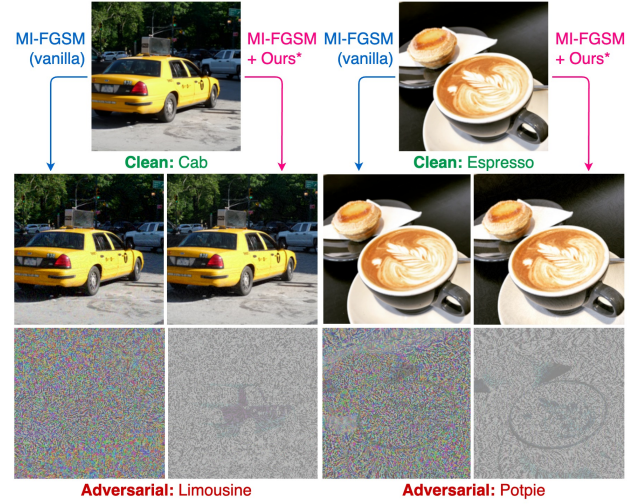 MI-FGSM
(vanilla)
MI-FGSM
+ Ours*
MI-FGSM
(vanilla)
MI-FGSM
+ Ours*
Clean: Cab
Clean: Espresso
Adversarial: Limousine
Adversarial: Potpie